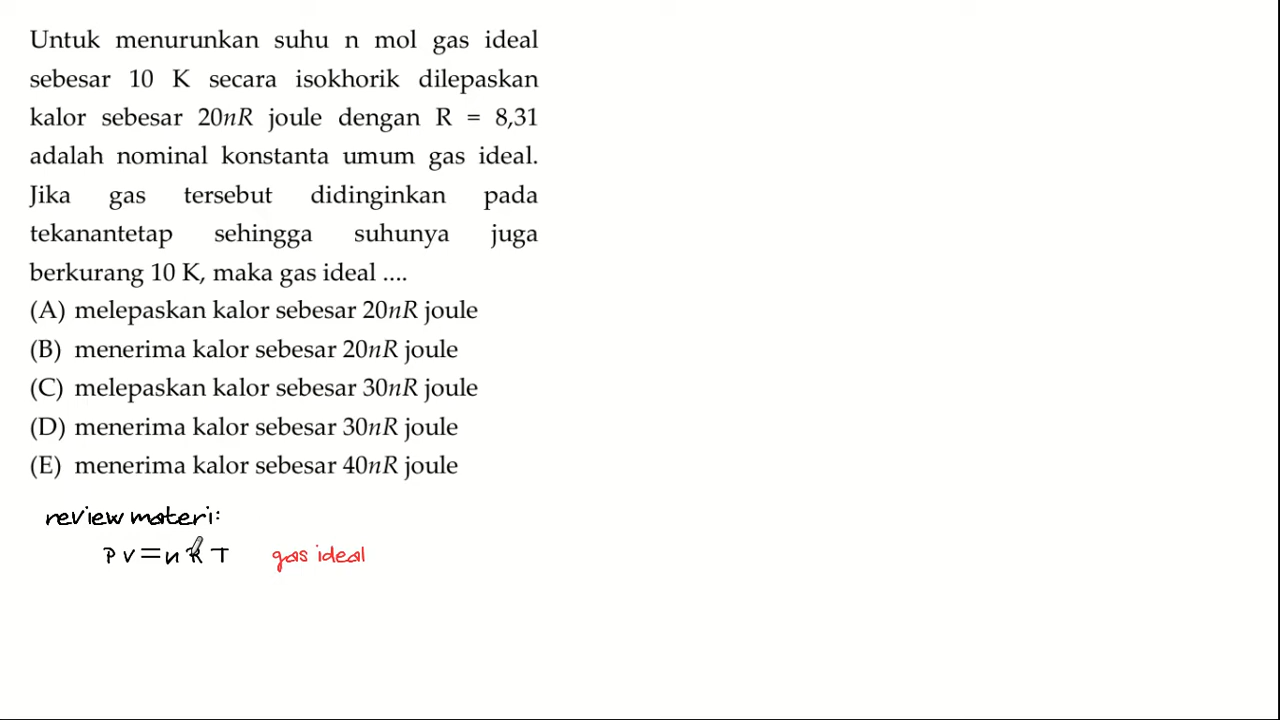 Untuk menurunkan suhu n mol gas ideal
sebesar 10 K secara isokhorik dilepaskan
kalor sebesar 20nR joule dengan R = 8,31
adalah nominal konstanta umum gas ideal.
Jika gas tersebut didinginkan pada
tekanantetap sehingga suhunya juga
berkurang 10 K, maka gas ideal ....
(A) melepaskan kalor sebesar 20nR joule
(B) menerima kalor sebesar 20nR joule
(C) melepaskan kalor sebesar 30nR joule
(D) menerima kalor sebesar 30nR joule
(E) menerima kalor sebesar 40nR joule
review materi:
PV=nRT gas ideal